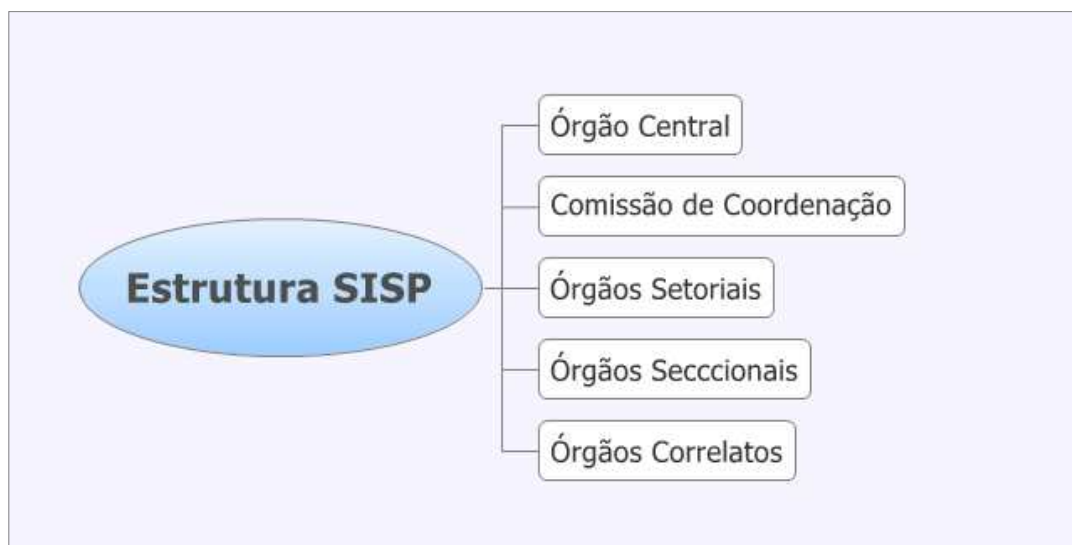 Estrutura SISP
Órgão Central
Comissão de Coordenação
Órgãos Setoriais
Órgãos Secccionais
Órgãos Correlatos